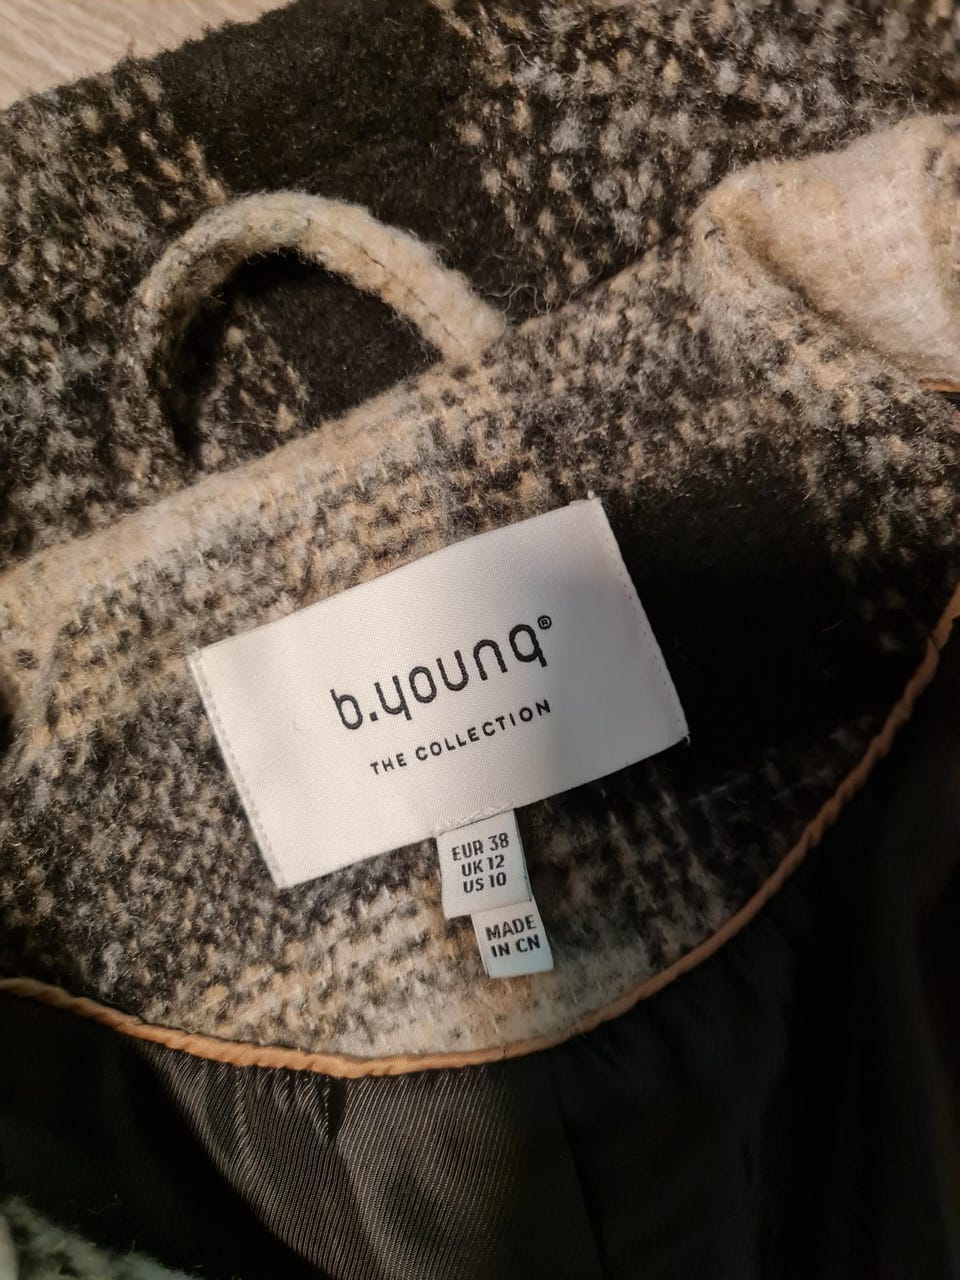 b.young®
THE COLLECTION
EUR 38
UK 12
US 10
MADE
IN CN